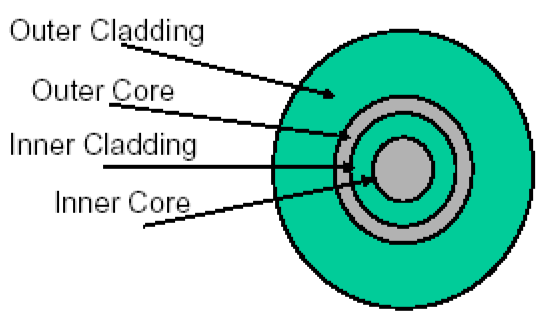 Outer Cladding
Outer Core
Inner Cladding
Inner Core